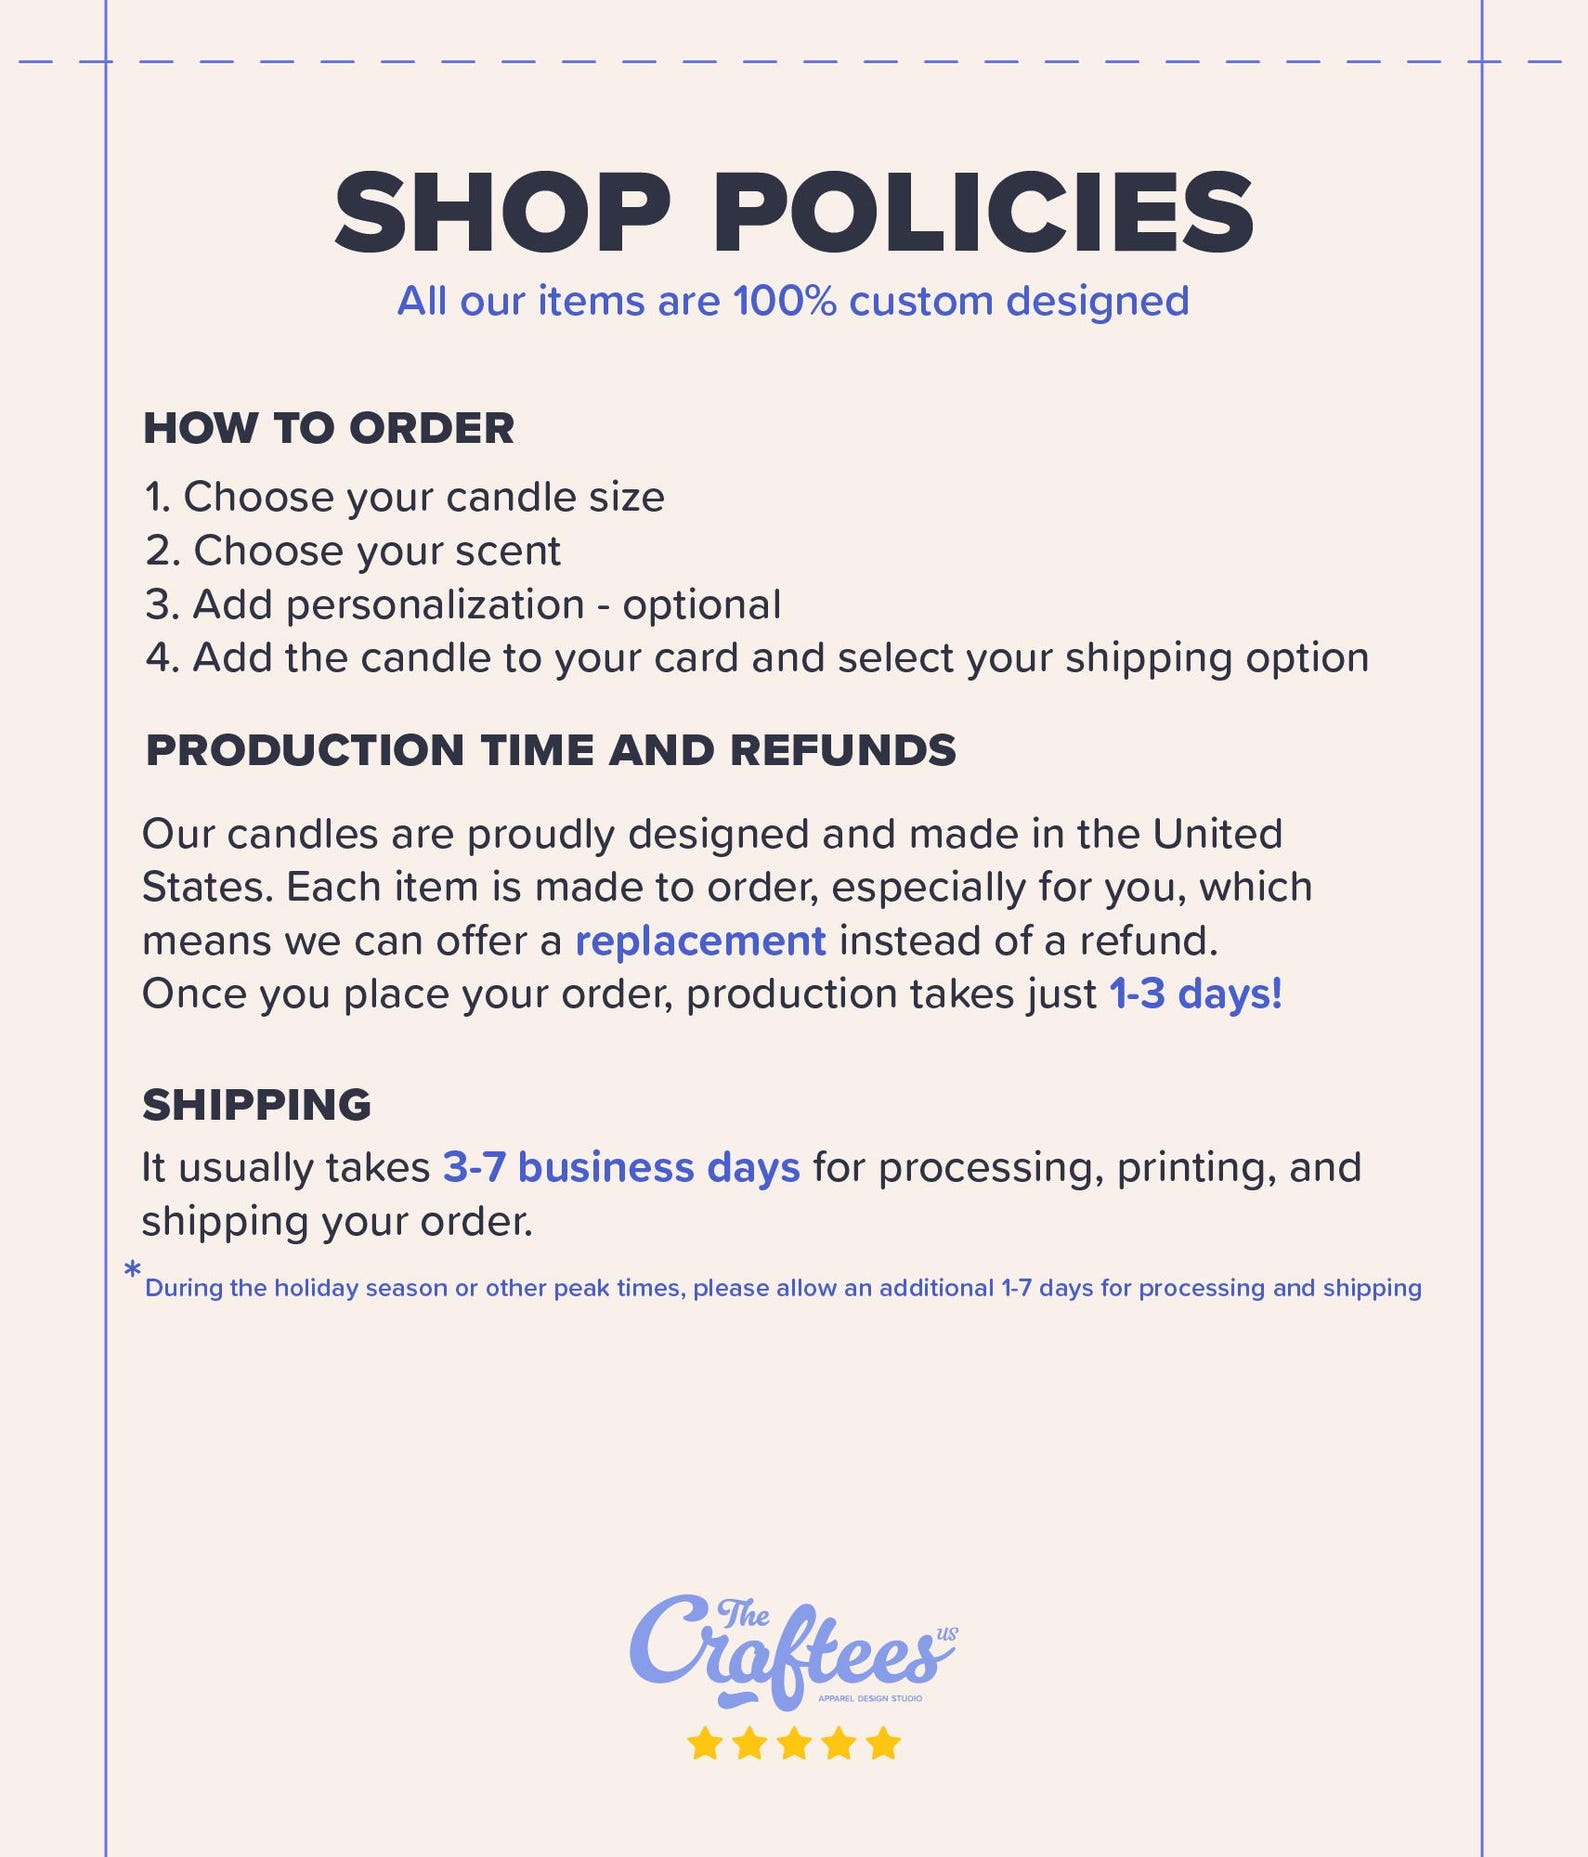 SHOP POLICIES
All our items are 100% custom designed
HOW TO ORDER
1. Choose your candle size
2. Choose your scent
3. Add personalization - optional
4. Add the candle to your card and select your shipping option
PRODUCTION TIME AND REFUNDS
Our candles are proudly designed and made in the United
States. Each item is made to order, especially for you, which
means we can offer a replacement instead of a refund.
Once you place your order, production takes just 1-3 days!
SHIPPING
It usually takes 3-7 business days for processing, printing, and
shipping your order.
*During the holiday season or other peak times, please allow an additional 1-7 days for processing and shipping
The
Craftees US
APPAREL DESIGN STUDIO